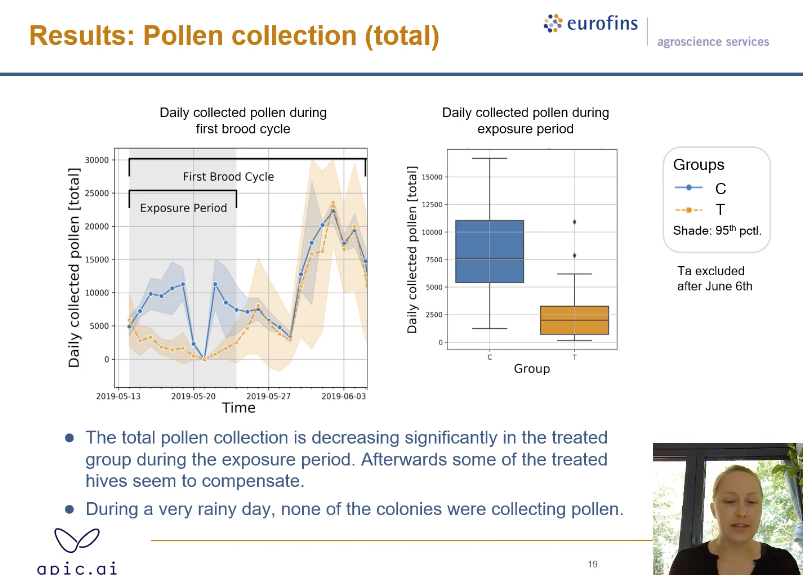 Results: Pollen collection (total)
eurofins
agroscience services
Daily collected pollen during
first brood cycle
Daily collected pollen [total]
30000
25000
20000
15000
10000
5000
0
First Brood Cycle
Exposure Period
2019-05-13
2019-05-20
2019-05-27
2019-06-03
Time
Daily collected pollen during
exposure period
Daily collected pollen [total]
15000
12500
10000
7500
5000
2500
0
C
T
Group
Groups
C
T
Shade: 95th pctl.
Ta excluded
after June 6th
● The total pollen collection is decreasing significantly in the treated
group during the exposure period. Afterwards some of the treated
hives seem to compensate.
● During a very rainy day, none of the colonies were collecting pollen.
apic.ai
19